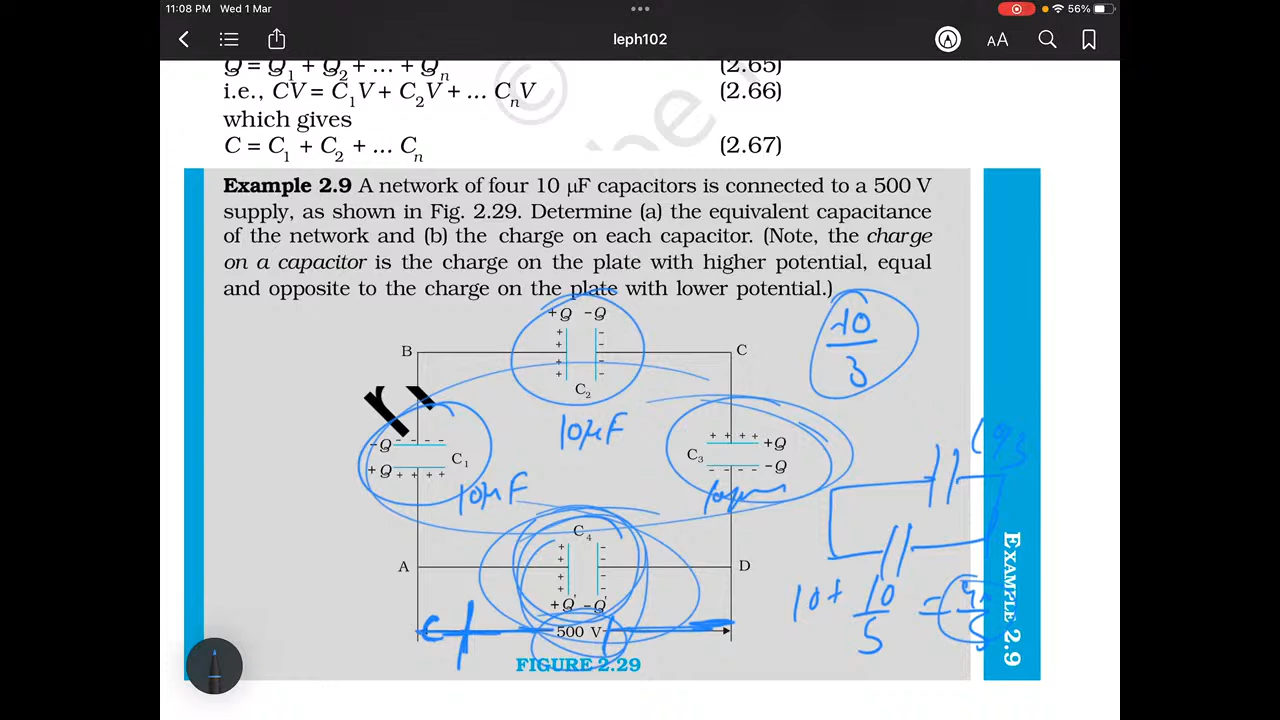 11:08 PM Wed 1 Mar
56%
leph102
AA
Q = Q1 + Q2 + ... + Qn (2.65)
i.e., CV = C1V + C2V + ... CnV (2.66)
which gives
C = C1 + C2 + ... Cn (2.67)
Example 2.9 A network of four 10 μF capacitors is connected to a 500 V
supply, as shown in Fig. 2.29. Determine (a) the equivalent capacitance
of the network and (b) the charge on each capacitor. (Note, the charge
on a capacitor is the charge on the plate with higher potential, equal
and opposite to the charge on the plate with lower potential.)
+Q −Q
10/3
B
C
C2
10μF
−Q
+Q
C1
10μF
C3
+Q
−Q
C4
A
D
+Q' −Q'
10 + 10/5 =
500 V
FIGURE 2.29
EXAMPLE 2.9